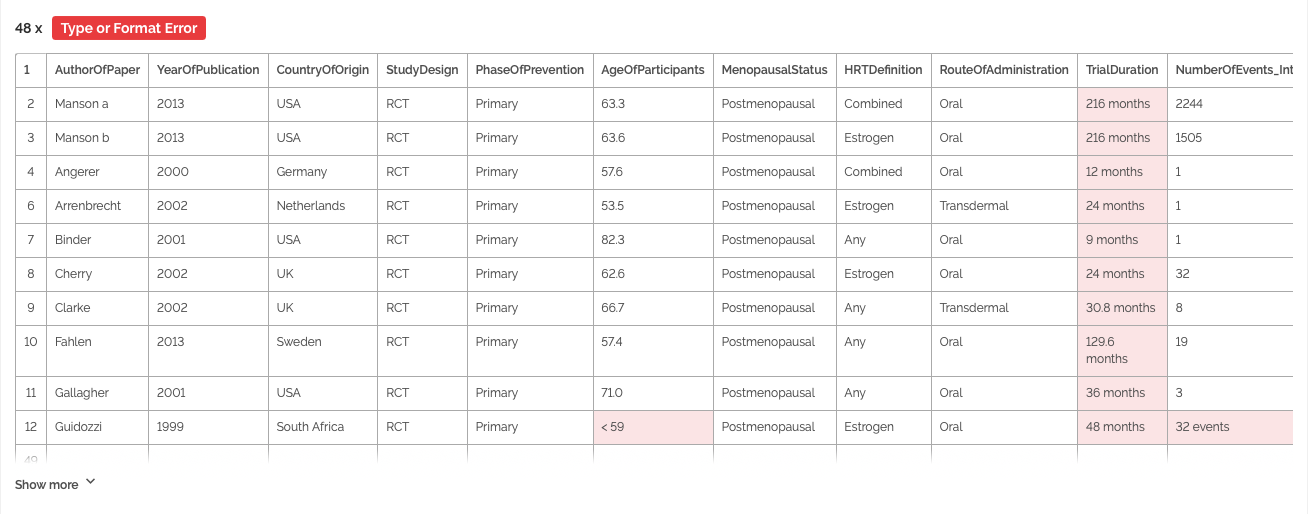 48 x Type or Format Error
1 AuthorOfPaper YearOfPublication CountryOfOrigin StudyDesign PhaseOfPrevention AgeOfParticipants MenopausalStatus HRTDefinition RouteOfAdministration TrialDuration NumberOfEvents_Int
2 Manson a 2013 USA RCT Primary 63.3 Postmenopausal Combined Oral 216 months 2244
3 Manson b 2013 USA RCT Primary 63.6 Postmenopausal Estrogen Oral 216 months 1505
4 Angerer 2000 Germany RCT Primary 57.6 Postmenopausal Combined Oral 12 months 1
6 Arrenbrecht 2002 Netherlands RCT Primary 53.5 Postmenopausal Estrogen Transdermal 24 months 1
7 Binder 2001 USA RCT Primary 82.3 Postmenopausal Any Oral 9 months 1
8 Cherry 2002 UK RCT Primary 62.6 Postmenopausal Estrogen Oral 24 months 32
9 Clarke 2002 UK RCT Primary 66.7 Postmenopausal Any Transdermal 30.8 months 8
10 Fahlen 2013 Sweden RCT Primary 57.4 Postmenopausal Any Oral 129.6 19
months
11 Gallagher 2001 USA RCT Primary 71.0 Postmenopausal Any Oral 36 months 3
12 Guidozzi 1999 South Africa RCT Primary < 59 Postmenopausal Estrogen Oral 48 months 32 events
Show more